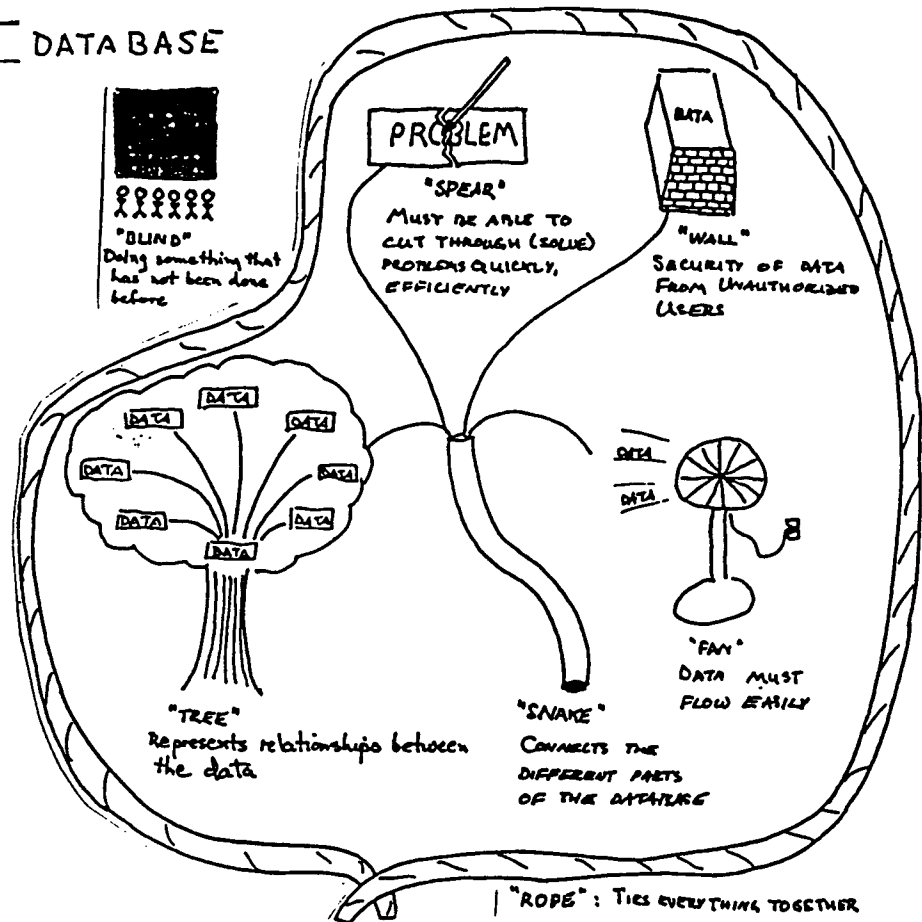 DATABASE
"BLIND"
Doing something that
has not been done
before
PROBLEM
"SPEAR"
MUST BE ABLE TO
CUT THROUGH (SOLVE)
PROBLEMS QUICKLY,
EFFICIENTLY
DATA
"WALL"
SECURITY OF DATA
FROM UNAUTHORIZED
USERS
DATA
DATA
DATA
DATA
DATA
DATA
DATA
DATA
"TREE"
Represents relationships between
the data
"SNAKE"
CONNECTS THE
DIFFERENT PARTS
OF THE DATABASE
DATA
DATA
"FAN"
DATA MUST
FLOW EASILY
"ROPE": TIES EVERYTHING TOGETHER